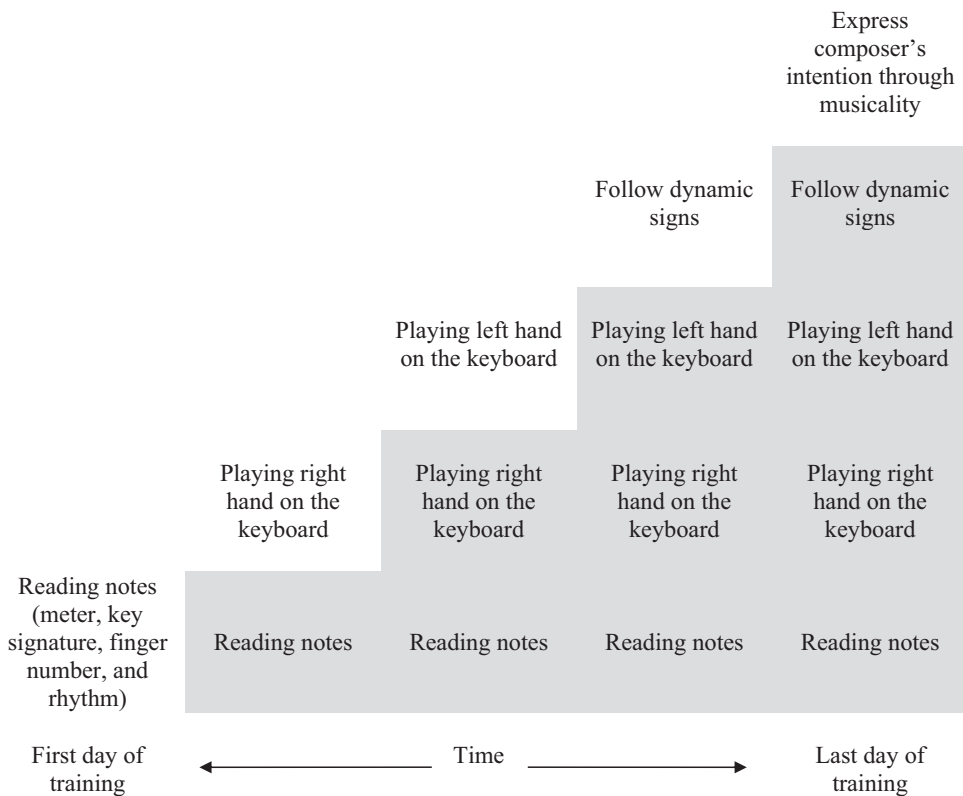 Express
composer’s
intention through
musicality
Follow dynamic
signs
Follow dynamic
signs
Playing left hand
on the keyboard
Playing left hand
on the keyboard
Playing left hand
on the keyboard
Playing right
hand on the
keyboard
Playing right
hand on the
keyboard
Playing right
hand on the
keyboard
Playing right
hand on the
keyboard
Reading notes
(meter, key
signature, finger
number, and
rhythm)
Reading notes
Reading notes
Reading notes
Reading notes
First day of
training
Time
Last day of
training